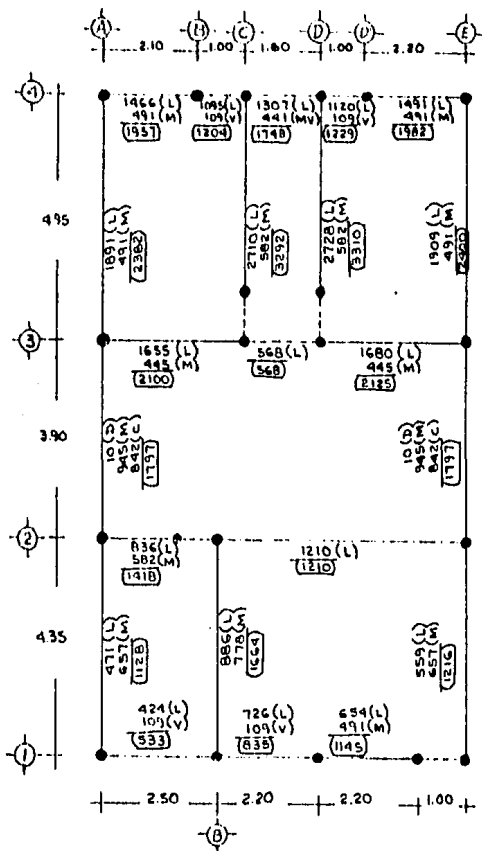 A B C D D' E
2.10 1.00 1.80 1.00 2.20
4
1466(L) 1095(L) 1307(L) 1120(L) 1491(L)
491(M) 109(V) 441(MV) 109(V) 491(M)
1957 1204 1748 1229 1982
4.95
1891(L)
491(M)
2382
2710(L)
582(M)
3292
2728(L)
582(M)
3310
1909(L)
491(M)
2400
3
1655(L) 568(L) 1680(L)
445(M) 568 445(M)
2100 2125
3.90
10(D)
945(M)
842(C)
1797
10(D)
945(M)
842(C)
1797
2
836(L) 1210(L)
582(M) 1210
1418
4.35
471(L)
657(M)
1128
886(L)
778(M)
1664
559(L)
657(M)
1216
424(L) 726(L) 654(L)
109(V) 109(V) 491(M)
533 835 1145
1
2.50 2.20 2.20 1.00
B